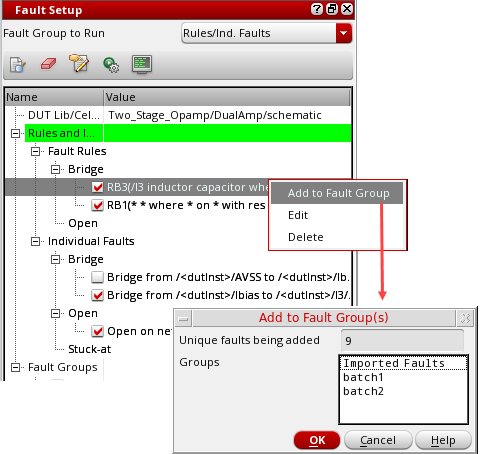 Fault Setup
Fault Group to Run Rules/Ind. Faults
Name Value
DUT Lib/Cel... Two_Stage_Opamp/DualAmp/schematic
Rules and I...
Fault Rules
Bridge
RB3(/I3 inductor capacitor whe
RB1(* * where * on * with res
Open
Individual Faults
Bridge
Bridge from /<dutInst>/AVSS to /<dutInst>/Ib.
Bridge from /<dutInst>/Ibias to /<dutInst>/I3/.
Open
Open on ne
Stuck-at
Fault Groups
Add to Fault Group
Edit
Delete
Add to Fault Group(s)
Unique faults being added 9
Groups
Imported Faults
batch1
batch2
OK Cancel Help